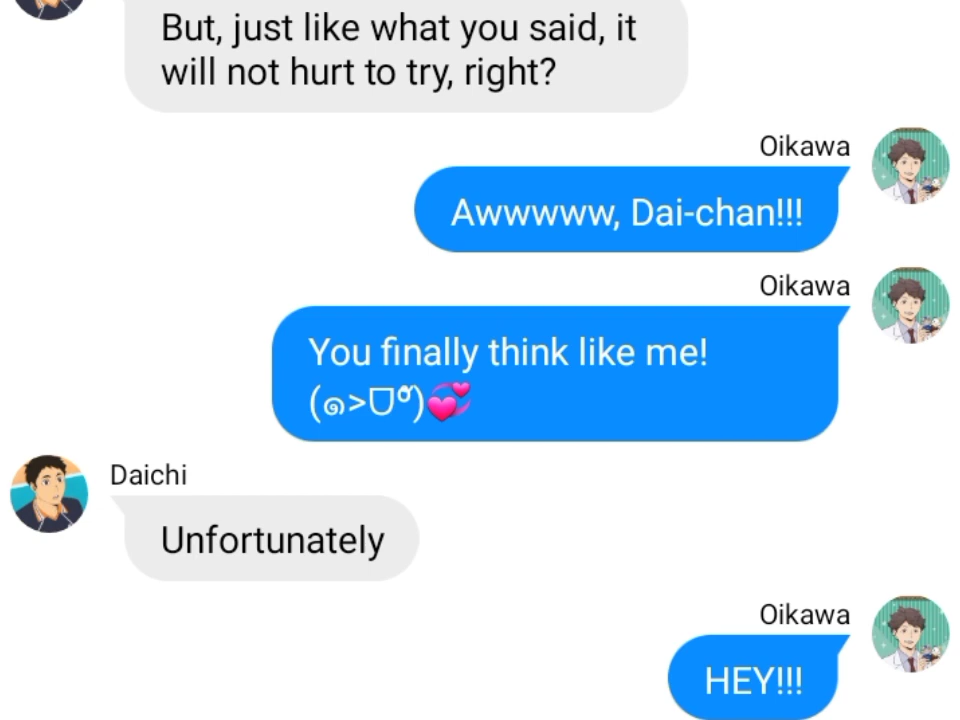 But, just like what you said, it
will not hurt to try, right?
Oikawa
Awwwww, Dai-chan!!!
Oikawa
You finally think like me!
(๑>ᗜº)💞
Daichi
Unfortunately
Oikawa
HEY!!!